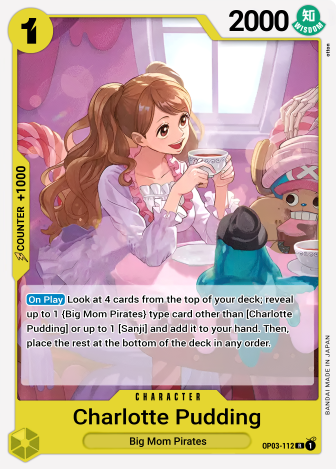 1
2000
知
WISDOM
otton
COUNTER +1000
On Play Look at 4 cards from the top of your deck; reveal
up to 1 {Big Mom Pirates} type card other than [Charlotte
Pudding] or up to 1 [Sanji] and add it to your hand. Then,
place the rest at the bottom of the deck in any order.
BANDAI MADE IN JAPAN
CHARACTER
Charlotte Pudding
Big Mom Pirates
OP03-112 R 1